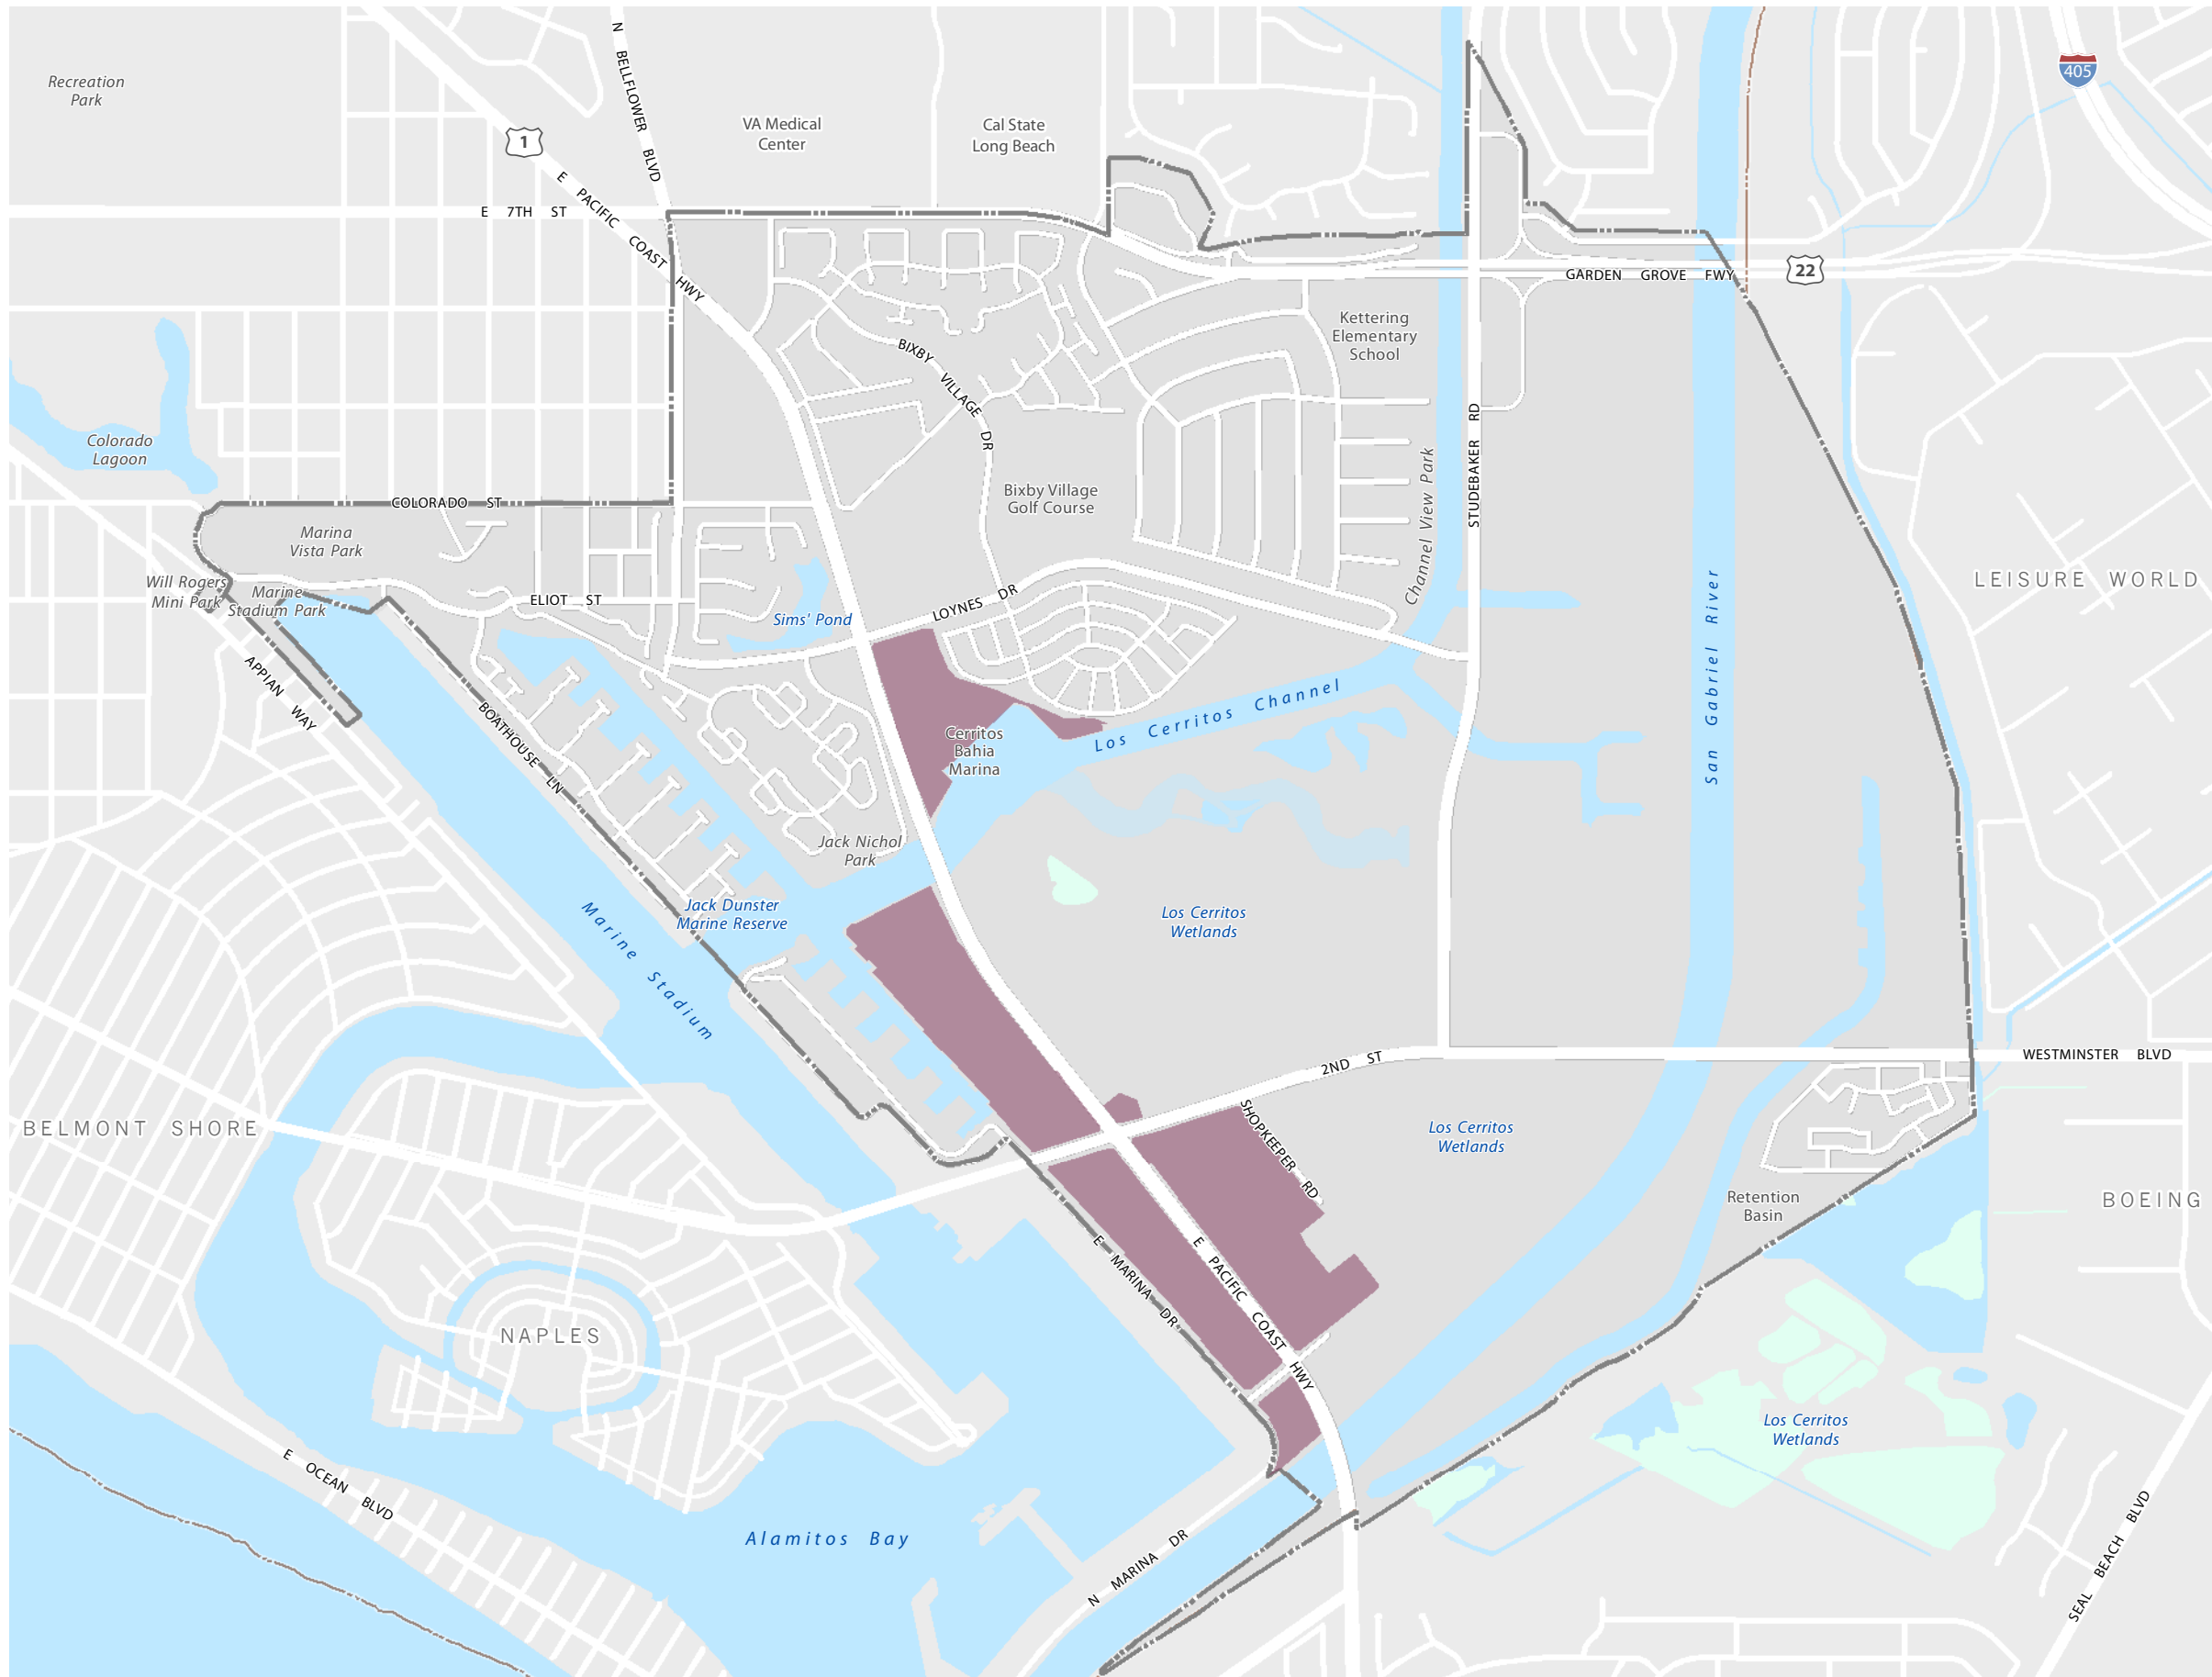 Recreation
Park
1
N BELLFLOWER BLVD
VA Medical
Center
Cal State
Long Beach
405
E 7TH ST
E PACIFIC COAST HWY
GARDEN GROVE FWY
22
Kettering
Elementary
School
BIXBY VILLAGE DR
Colorado
Lagoon
COLORADO ST
Bixby Village
Golf Course
Channel View Park
STUDEBAKER RD
Marina
Vista Park
Will Rogers
Mini Park
Marine
Stadium Park
ELIOT ST
Sims' Pond
LOYNES DR
San Gabriel River
LEISURE WORLD
APPIAN WAY
BOATHOUSE LN
Cerritos
Bahia
Marina
Los Cerritos Channel
Jack Nichol
Park
Jack Dunster
Marine Reserve
Los Cerritos
Wetlands
Marine Stadium
2ND ST
WESTMINSTER BLVD
BELMONT SHORE
SHOPKEEPER RD
Los Cerritos
Wetlands
Retention
Basin
BOEING
E MARINA DR
E PACIFIC COAST HWY
NAPLES
Los Cerritos
Wetlands
E OCEAN BLVD
Alamitos Bay
N MARINA DR
SEAL BEACH BLVD